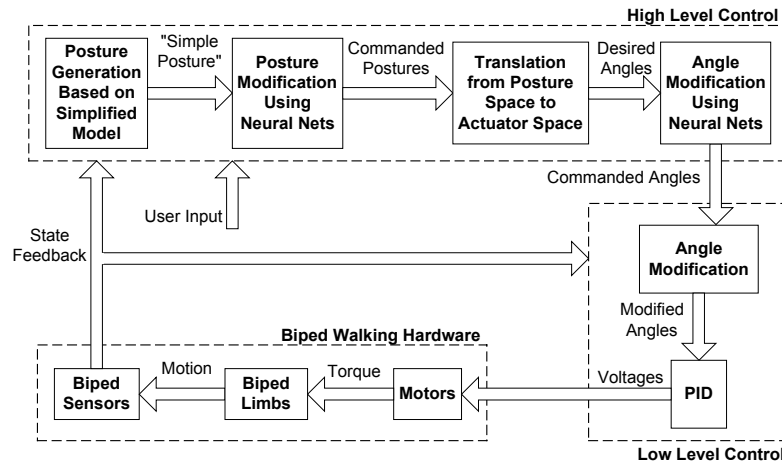 High Level Control
Posture
Generation
Based on
Simplified
Model
"Simple
Posture"
Posture
Modification
Using
Neural Nets
Commanded
Postures
Translation
from Posture
Space to
Actuator Space
Desired
Angles
Angle
Modification
Using
Neural Nets
Commanded Angles
User Input
State
Feedback
Angle
Modification
Modified
Angles
Biped Walking Hardware
Biped
Sensors
Motion
Biped
Limbs
Torque
Motors
Voltages
PID
Low Level Control